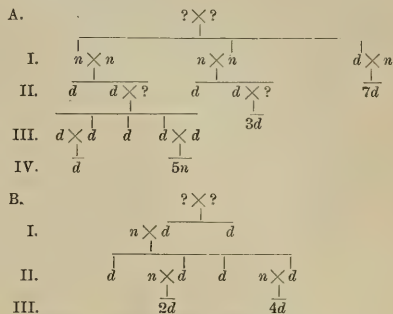 A. ? × ?
I. n × n n × n d × n
II. d d × ? d d × ? 7d
3d
III. d × d d d × d
IV. d 5n
B. ? × ?
I. n × d d
II. d n × d d n × d
III. 2d 4d